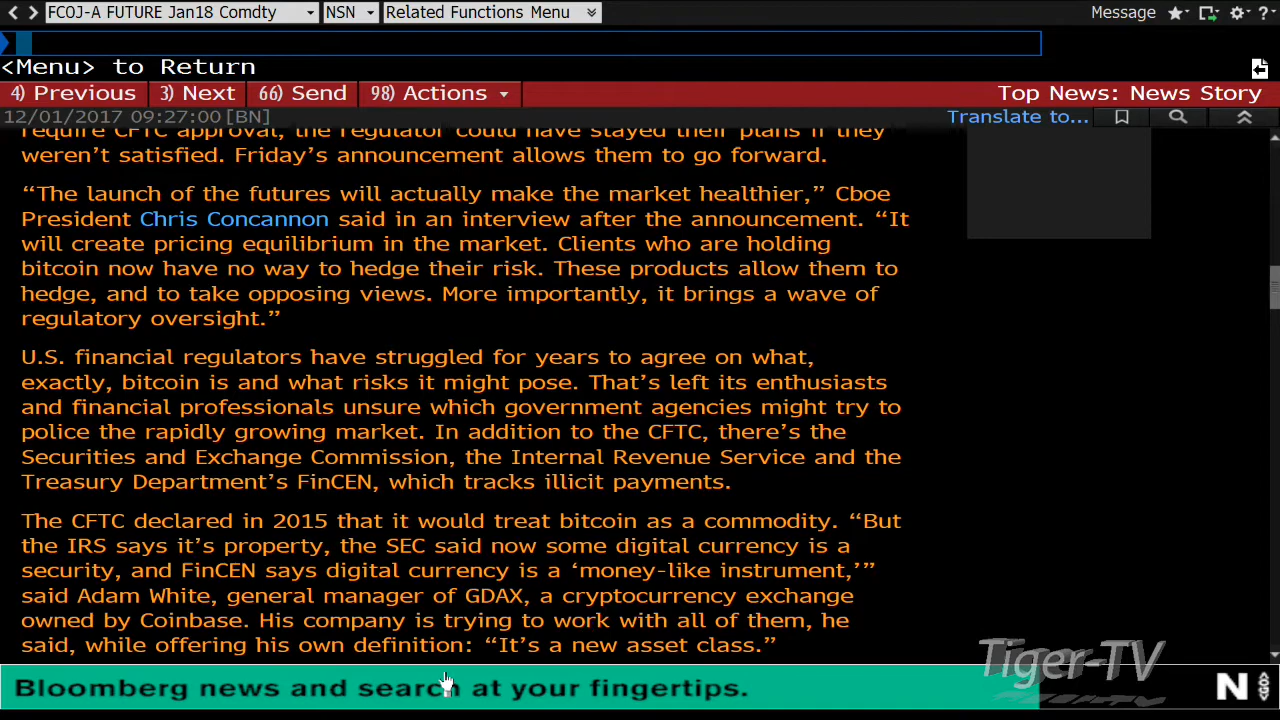 FCOJ-A FUTURE Jan18 Comdty NSN Related Functions Menu Message ?
<Menu> to Return
4) Previous 3) Next 66) Send 98) Actions Top News: News Story
12/01/2017 09:27:00 [BN] Translate to...
require CFTC approval, the regulator could have stayed their plans if they
weren’t satisfied. Friday’s announcement allows them to go forward.
“The launch of the futures will actually make the market healthier,” Cboe
President Chris Concannon said in an interview after the announcement. “It
will create pricing equilibrium in the market. Clients who are holding
bitcoin now have no way to hedge their risk. These products allow them to
hedge, and to take opposing views. More importantly, it brings a wave of
regulatory oversight.”
U.S. financial regulators have struggled for years to agree on what,
exactly, bitcoin is and what risks it might pose. That’s left its enthusiasts
and financial professionals unsure which government agencies might try to
police the rapidly growing market. In addition to the CFTC, there’s the
Securities and Exchange Commission, the Internal Revenue Service and the
Treasury Department’s FinCEN, which tracks illicit payments.
The CFTC declared in 2015 that it would treat bitcoin as a commodity. “But
the IRS says it’s property, the SEC said now some digital currency is a
security, and FinCEN says digital currency is a ‘money-like instrument,’”
said Adam White, general manager of GDAX, a cryptocurrency exchange
owned by Coinbase. His company is trying to work with all of them, he
said, while offering his own definition: “It’s a new asset class.”
Tiger-TV
Bloomberg news and search at your fingertips. N